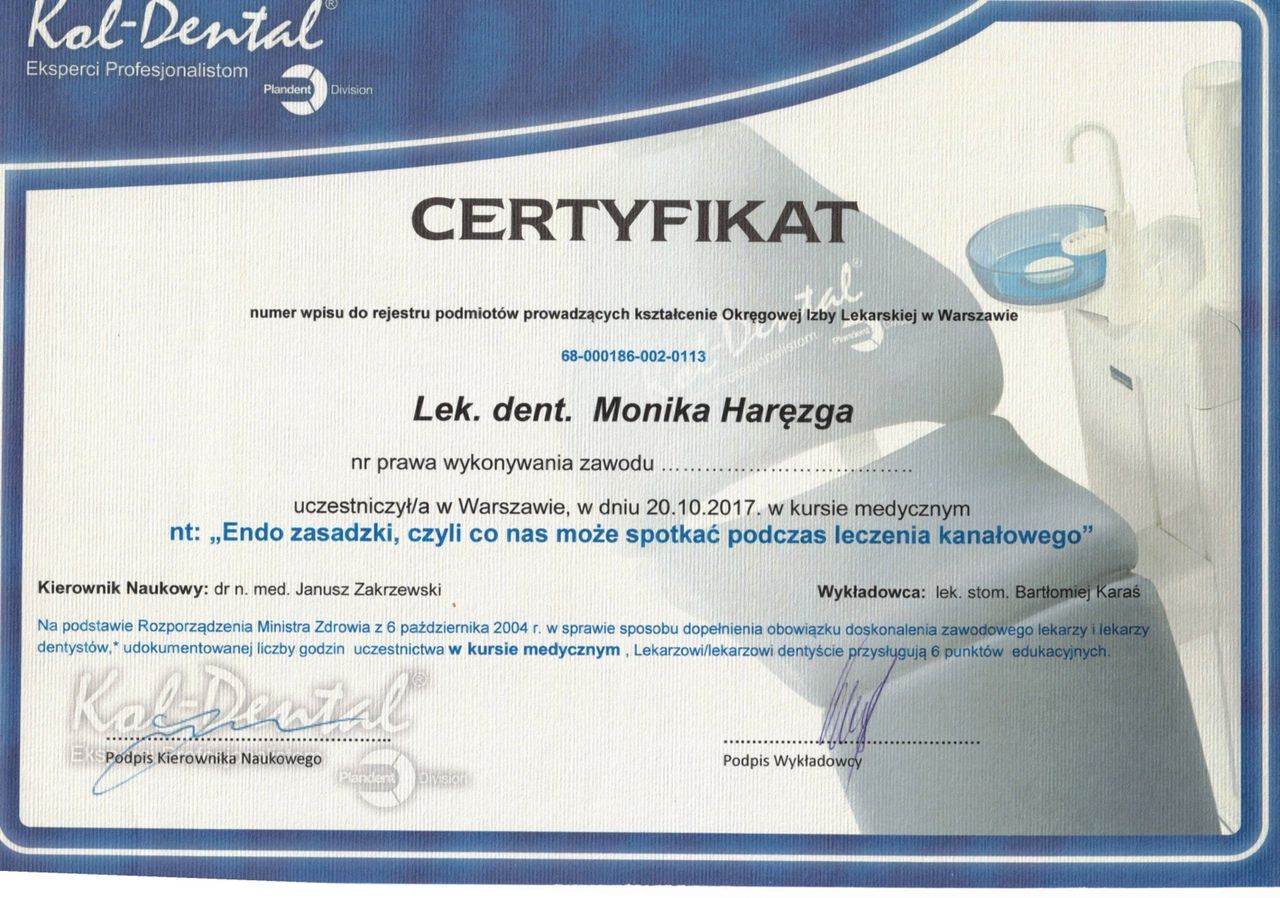 Kol-Dental®
Eksperci Profesjonalistom
Plandent Division
CERTYFIKAT
numer wpisu do rejestru podmiotów prowadzących kształcenie Okręgowej Izby Lekarskiej w Warszawie
68-000186-002-0113
Lek. dent. Monika Haręzga
nr prawa wykonywania zawodu ……………………………..
uczestniczył/a w Warszawie, w dniu 20.10.2017. w kursie medycznym
nt: „Endo zasadzki, czyli co nas może spotkać podczas leczenia kanałowego”
Kierownik Naukowy: dr n. med. Janusz Zakrzewski
Wykładowca: lek. stom. Bartłomiej Karaś
Na podstawie Rozporządzenia Ministra Zdrowia z 6 października 2004 r. w sprawie sposobu dopełnienia obowiązku doskonalenia zawodowego lekarzy i lekarzy
dentystów,* udokumentowanej liczby godzin uczestnictwa w kursie medycznym , Lekarzowi/lekarzowi dentyście przysługują 6 punktów edukacyjnych.
Kol-Dental®
Plandent Division
Podpis Kierownika Naukowego
Podpis Wykładowcy